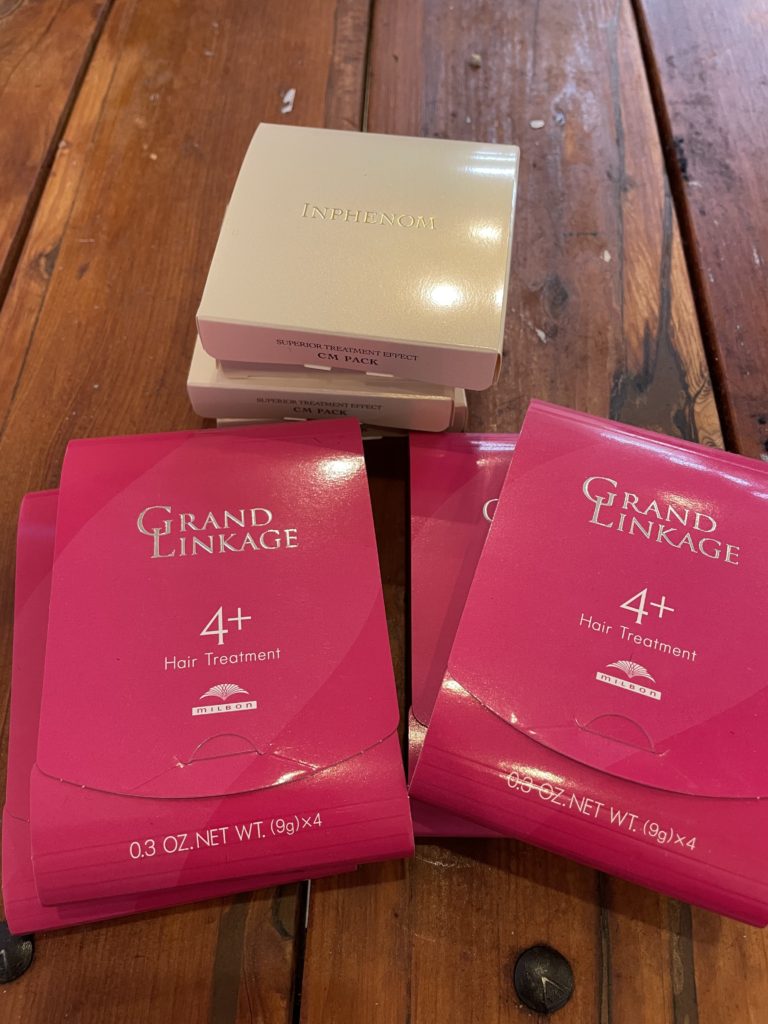 INPHENOM
SUPERIOR TREATMENT EFFECT
CM PACK
SUPERIOR TREATMENT EFFECT
CM PACK
GRAND
LINKAGE
4+
Hair Treatment
MILBON
0.3 OZ. NET WT. (9g)×4
G
GRAND
LINKAGE
4+
Hair Treatment
MILBON
0.3 OZ. NET WT. (9g)×4